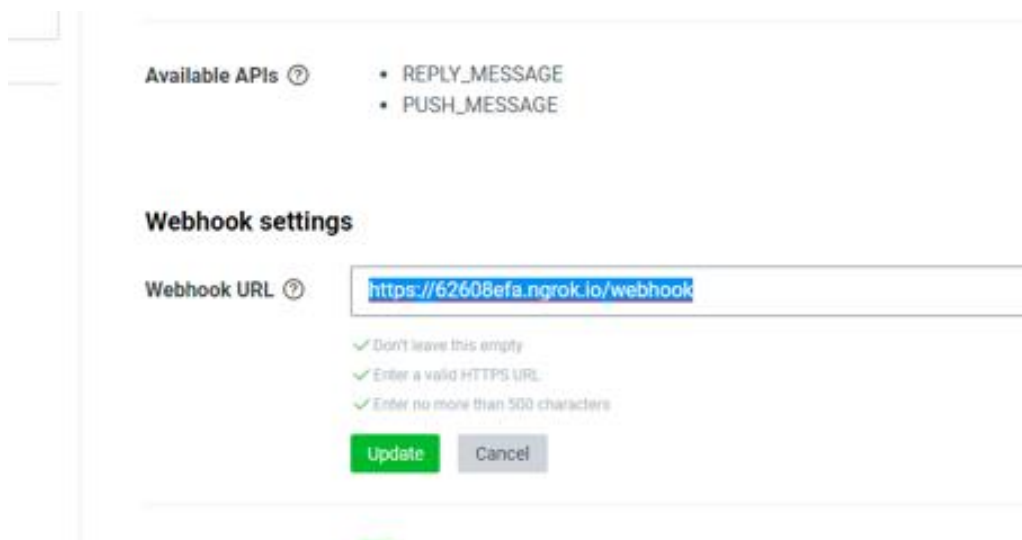 Available APIs ?
• REPLY_MESSAGE
• PUSH_MESSAGE
Webhook settings
Webhook URL ?
https://62608efa.ngrok.io/webhook
Don't leave this empty
Enter a valid HTTPS URL
Enter no more than 500 characters
Update Cancel